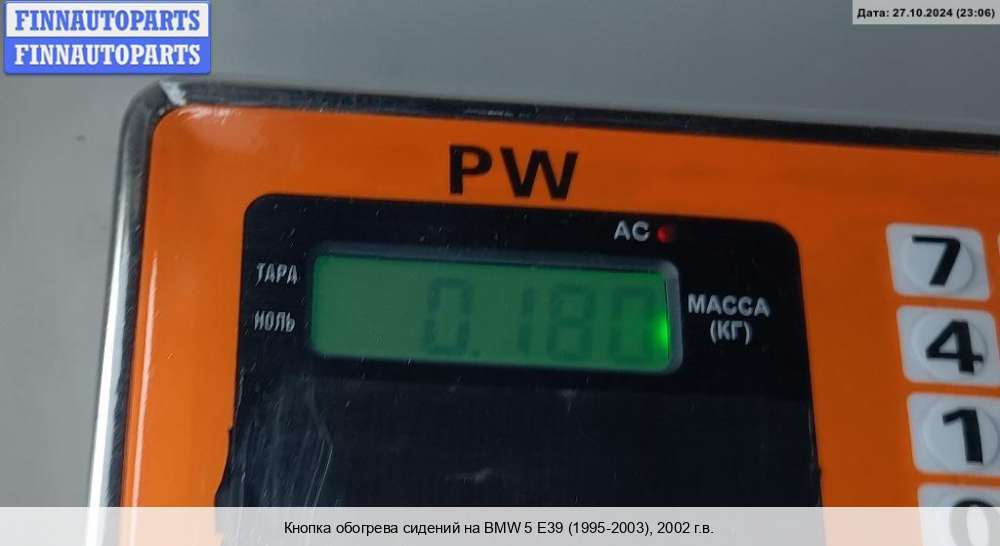 FINNAUTOPARTS
FINNAUTOPARTS
Дата: 27.10.2024 (23:06)
PW
AC
ТАРА
НОЛЬ
0.180
МАССА
(КГ)
7
4
1
0
Кнопка обогрева сидений на BMW 5 E39 (1995-2003), 2002 г.в.